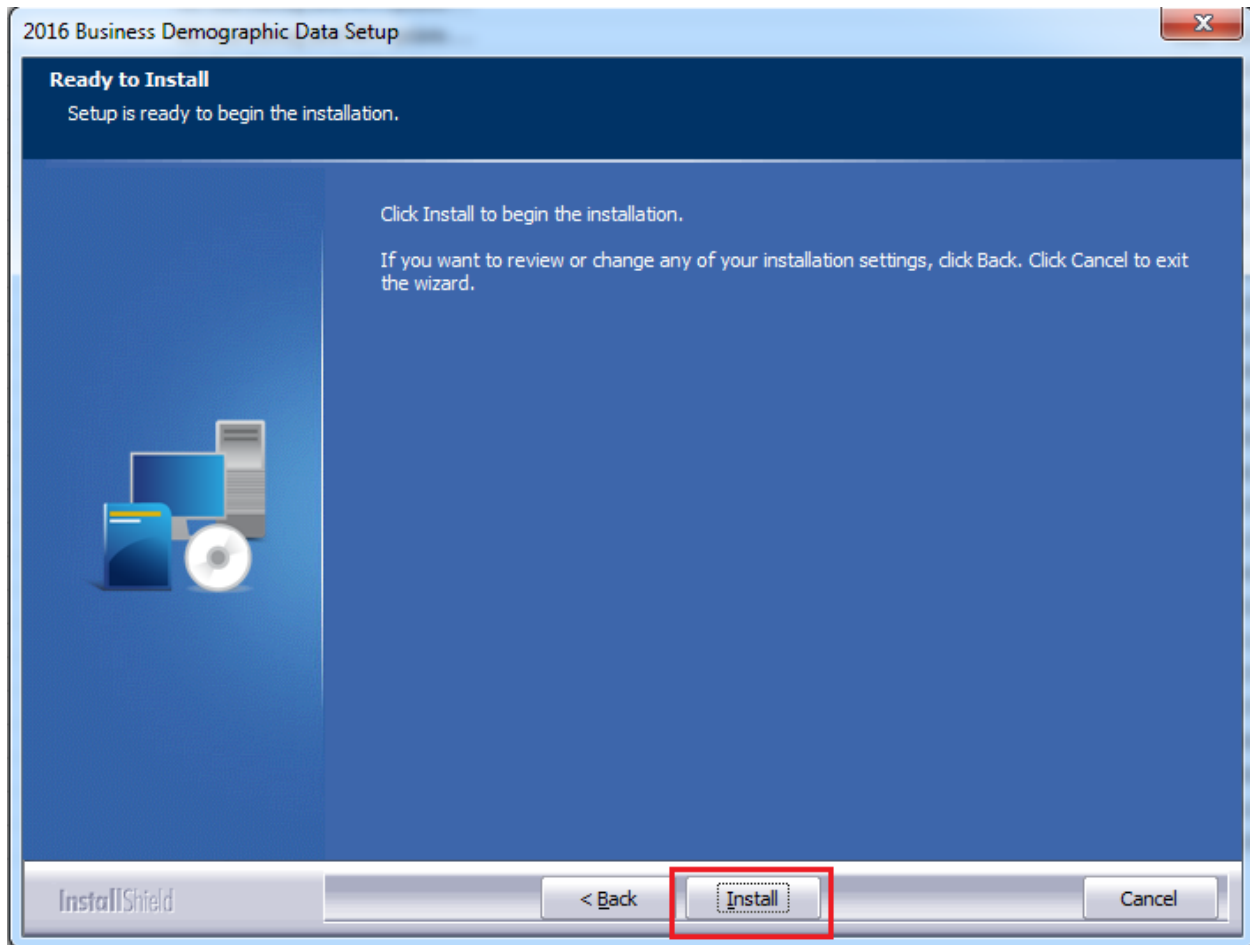 2016 Business Demographic Data Setup
Ready to Install
Setup is ready to begin the installation.
Click Install to begin the installation.
If you want to review or change any of your installation settings, click Back. Click Cancel to exit
the wizard.
InstallShield
< Back
Install
Cancel